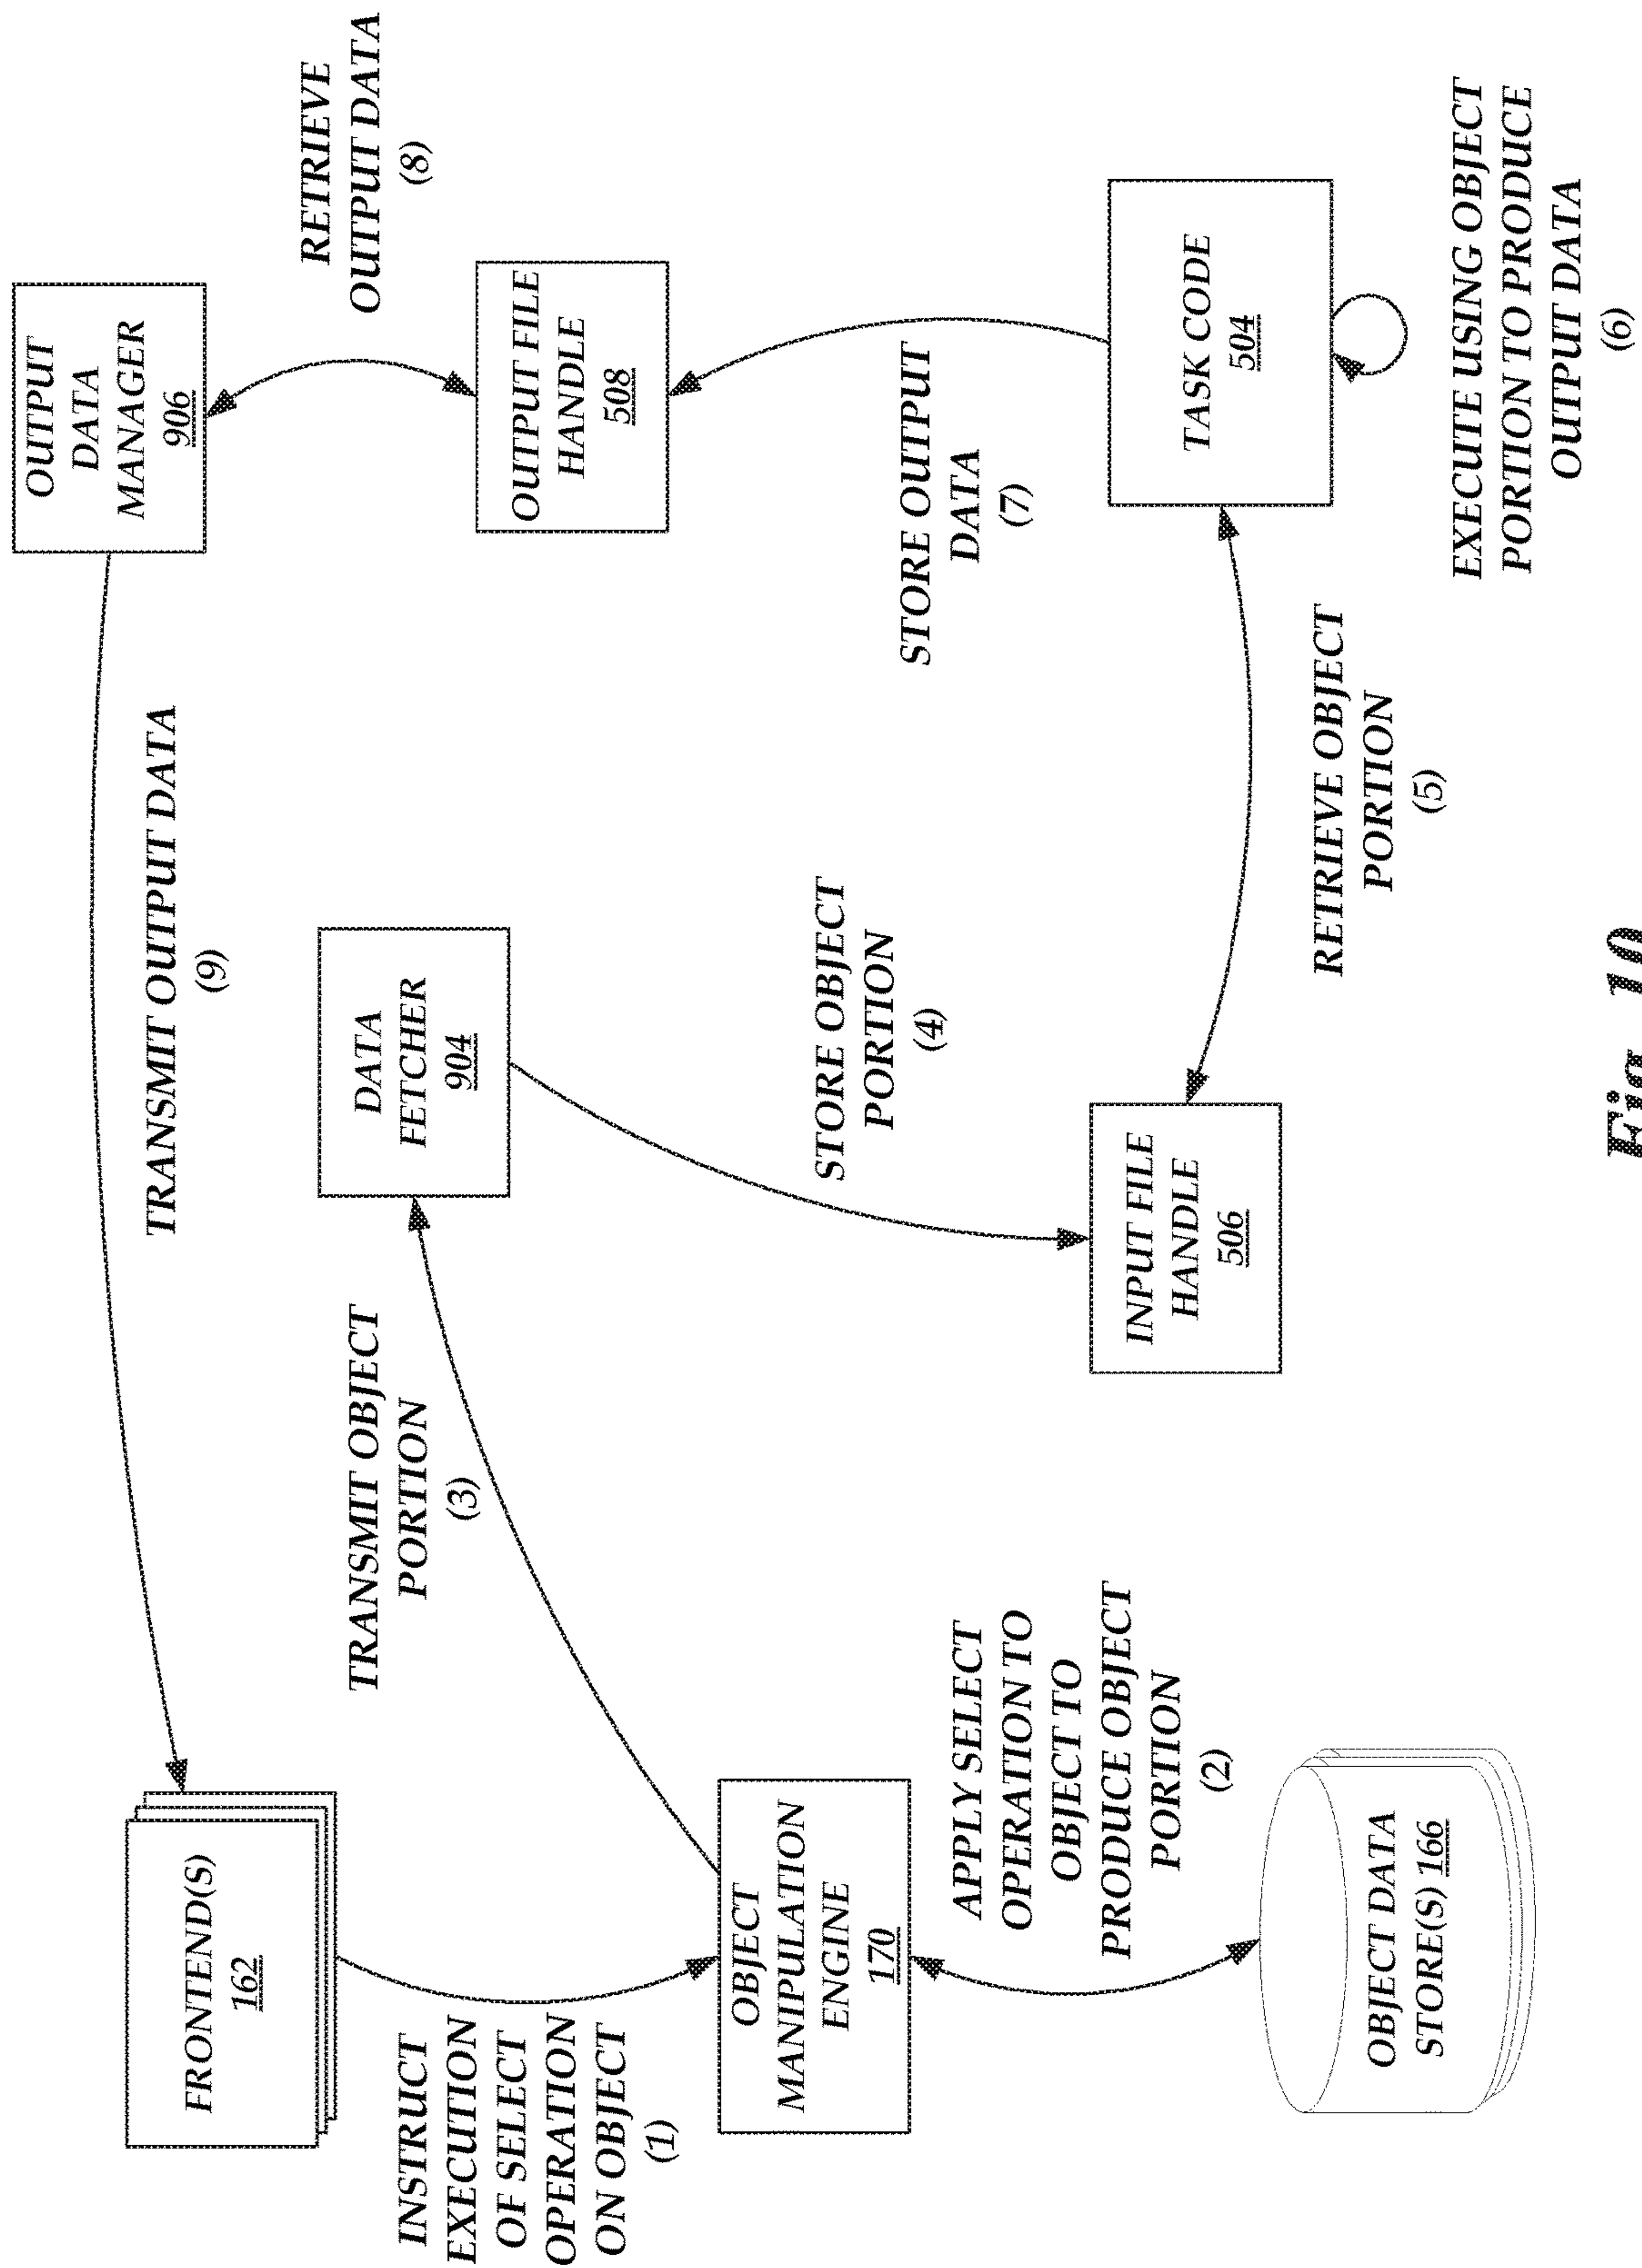 FRONTEND(S)
162
INSTRUCT
EXECUTION
OF SELECT
OPERATION
ON OBJECT
(1)
OBJECT
MANIPULATION
ENGINE
170
APPLY SELECT
OPERATION TO
OBJECT TO
PRODUCE OBJECT
PORTION
(2)
OBJECT DATA
STORE(S) 166
TRANSMIT OBJECT
PORTION
(3)
DATA
FETCHER
904
STORE OBJECT
PORTION
(4)
INPUT FILE
HANDLE
506
RETRIEVE OBJECT
PORTION
(5)
TASK CODE
504
EXECUTE USING OBJECT
PORTION TO PRODUCE
OUTPUT DATA
(6)
STORE OUTPUT
DATA
(7)
OUTPUT FILE
HANDLE
508
RETRIEVE
OUTPUT DATA
(8)
OUTPUT
DATA
MANAGER
906
TRANSMIT OUTPUT DATA
(9)
Fig. 10